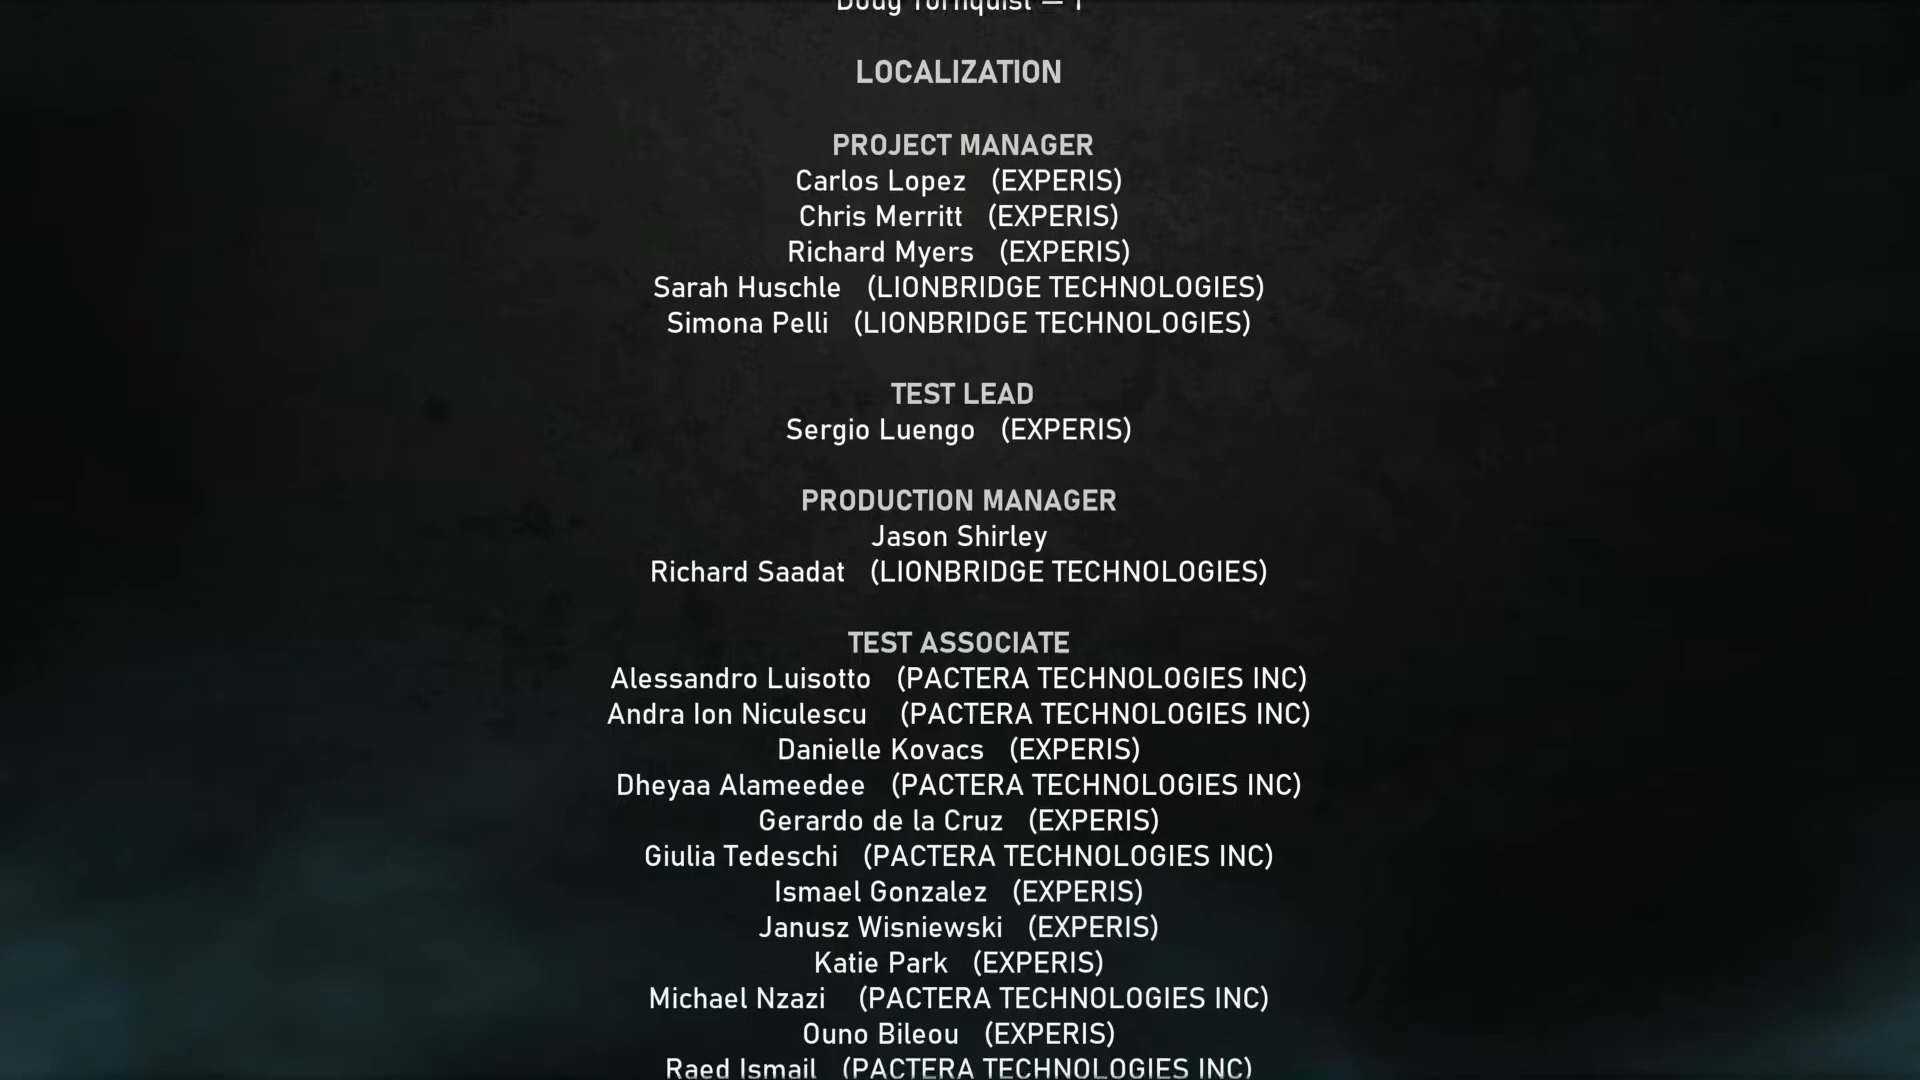 Doug Tornquist — 1
LOCALIZATION
PROJECT MANAGER
Carlos Lopez (EXPERIS)
Chris Merritt (EXPERIS)
Richard Myers (EXPERIS)
Sarah Huschle (LIONBRIDGE TECHNOLOGIES)
Simona Pelli (LIONBRIDGE TECHNOLOGIES)
TEST LEAD
Sergio Luengo (EXPERIS)
PRODUCTION MANAGER
Jason Shirley
Richard Saadat (LIONBRIDGE TECHNOLOGIES)
TEST ASSOCIATE
Alessandro Luisotto (PACTERA TECHNOLOGIES INC)
Andra Ion Niculescu (PACTERA TECHNOLOGIES INC)
Danielle Kovacs (EXPERIS)
Dheyaa Alameedee (PACTERA TECHNOLOGIES INC)
Gerardo de la Cruz (EXPERIS)
Giulia Tedeschi (PACTERA TECHNOLOGIES INC)
Ismael Gonzalez (EXPERIS)
Janusz Wisniewski (EXPERIS)
Katie Park (EXPERIS)
Michael Nzazi (PACTERA TECHNOLOGIES INC)
Ouno Bileou (EXPERIS)
Raed Ismail (PACTERA TECHNOLOGIES INC)